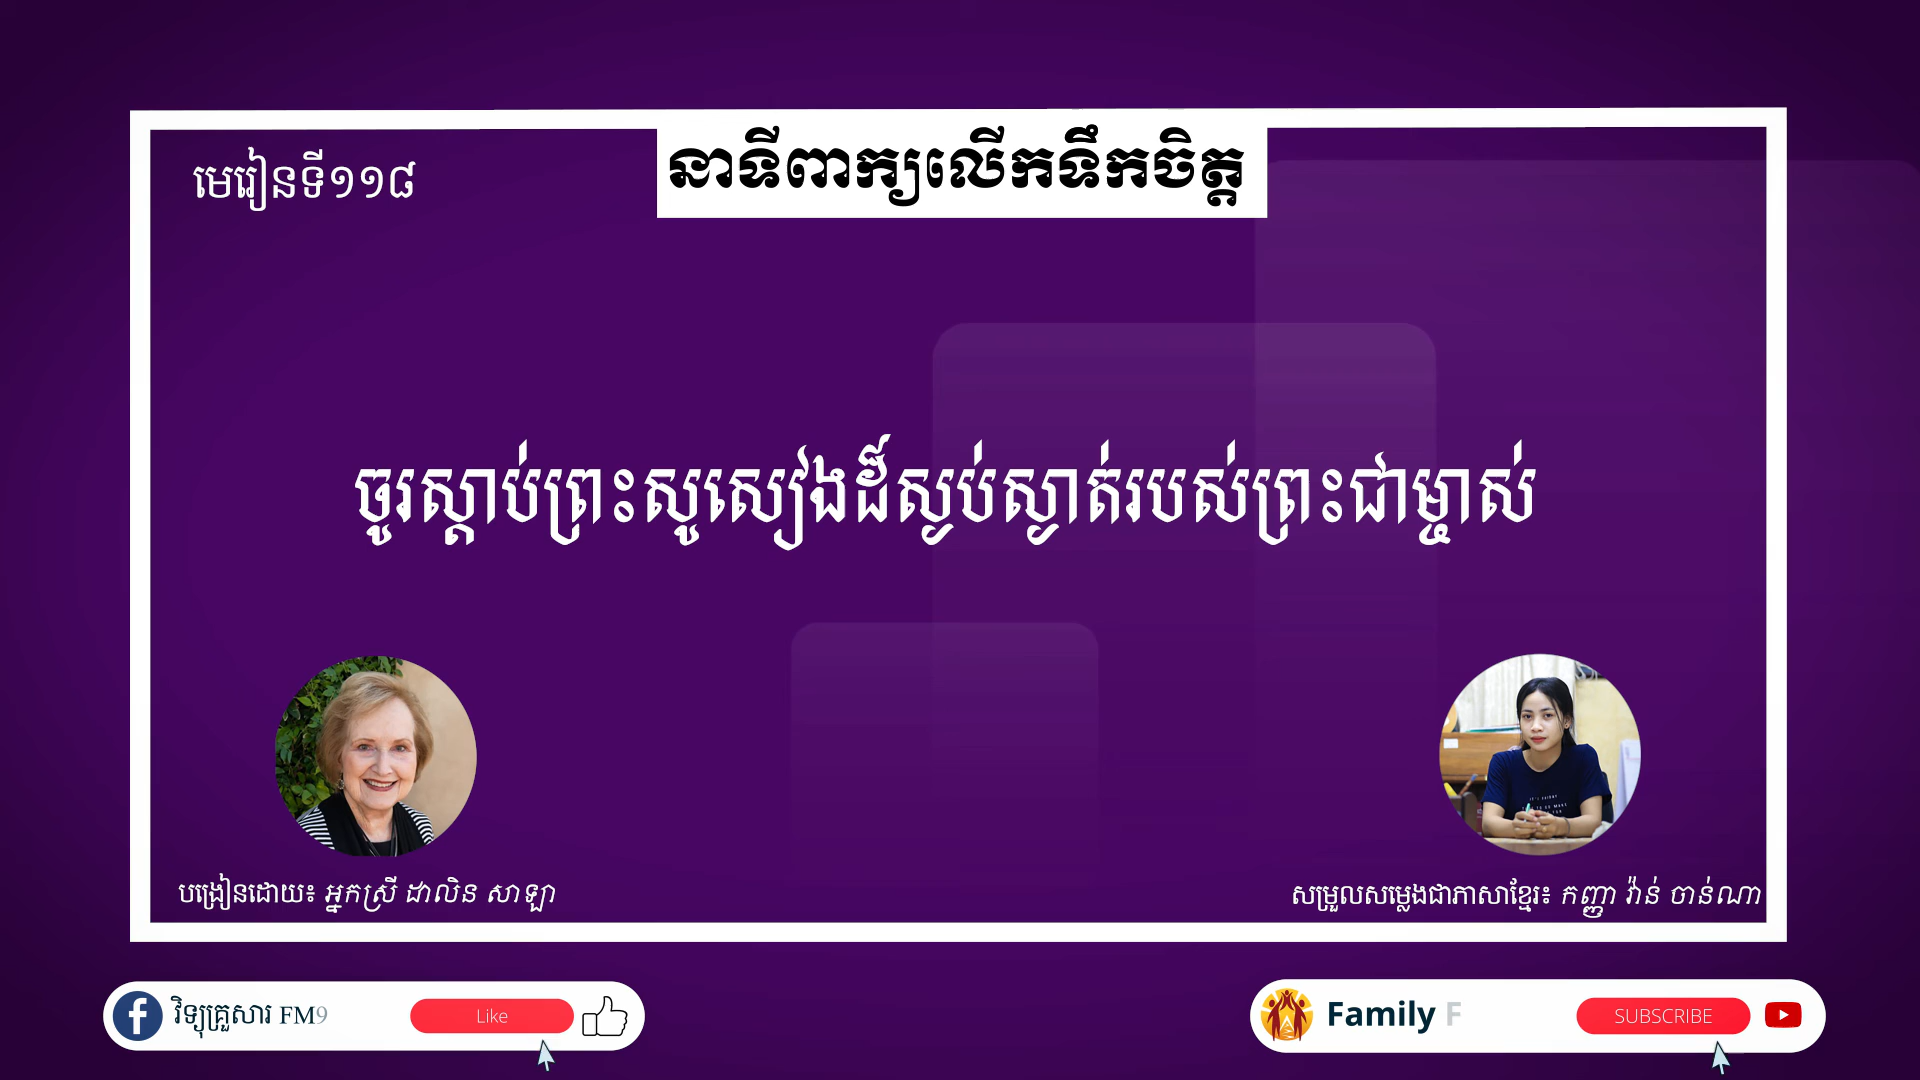 នាទីពាក្យលើកទឹកចិត្ត
មេរៀនទី១១៨
ចូរស្ដាប់ព្រះសូរសៀងដ៏ស្ងប់ស្ងាត់របស់ព្រះជាម្ចាស់
បង្រៀនដោយ៖ អ្នកស្រី ដាលិន សាឡា
សម្រួលសម្លេងជាភាសាខ្មែរ៖ កញ្ញា វ៉ាន់ ចាន់ណា
វិទ្យុគ្រួសារ FM9
Like
Family F
SUBSCRIBE